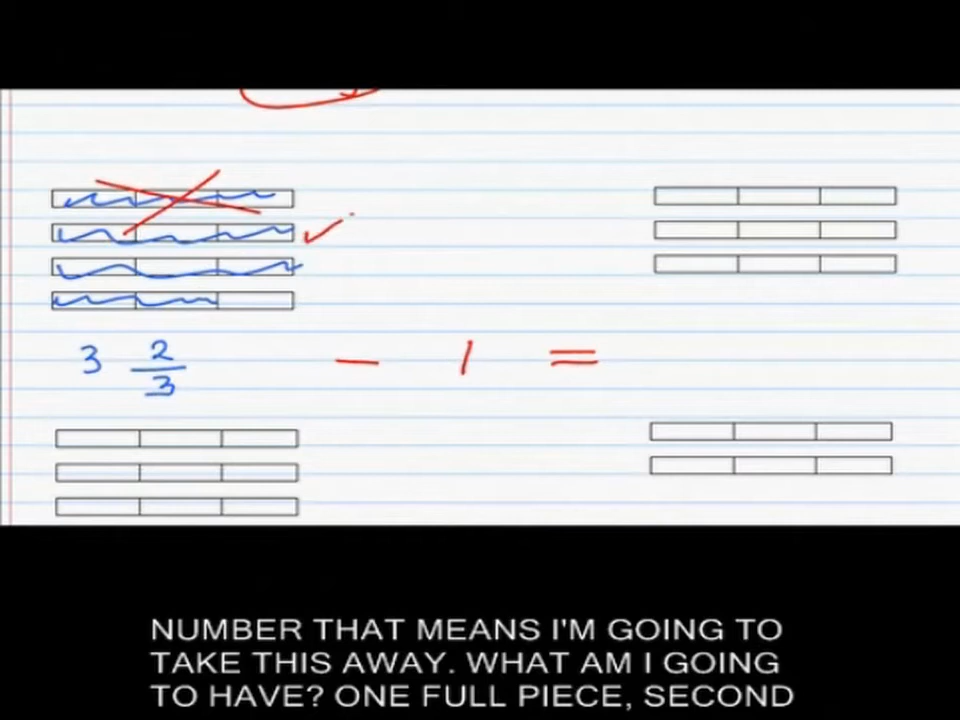 3 2/3 − 1 =
NUMBER THAT MEANS I'M GOING TO
TAKE THIS AWAY. WHAT AM I GOING
TO HAVE? ONE FULL PIECE, SECOND